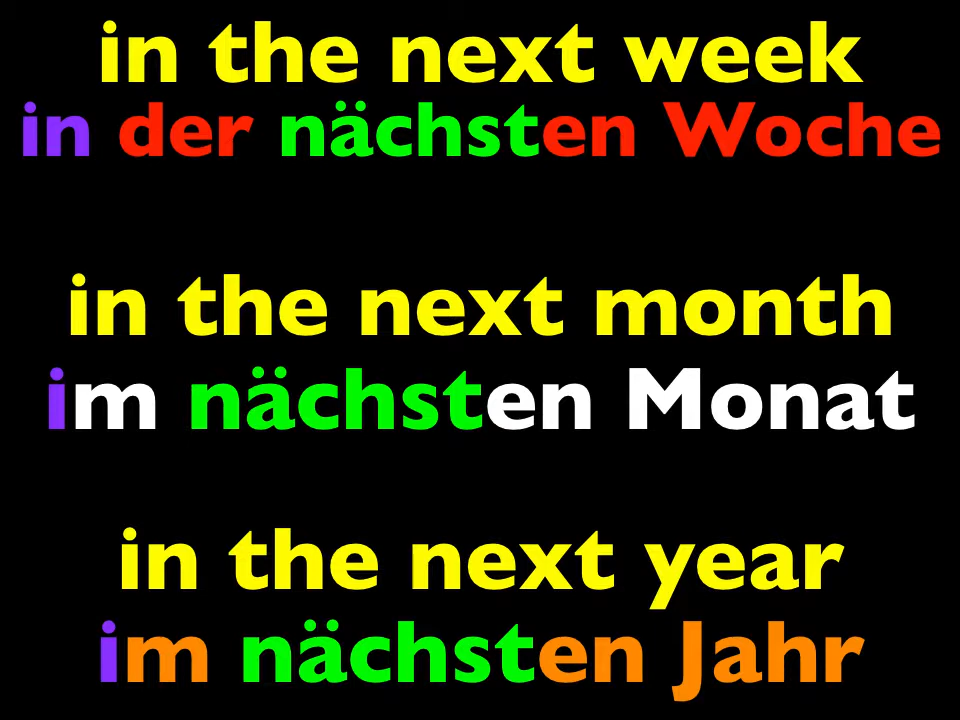 in the next week
in der nächsten Woche
in the next month
im nächsten Monat
in the next year
im nächsten Jahr